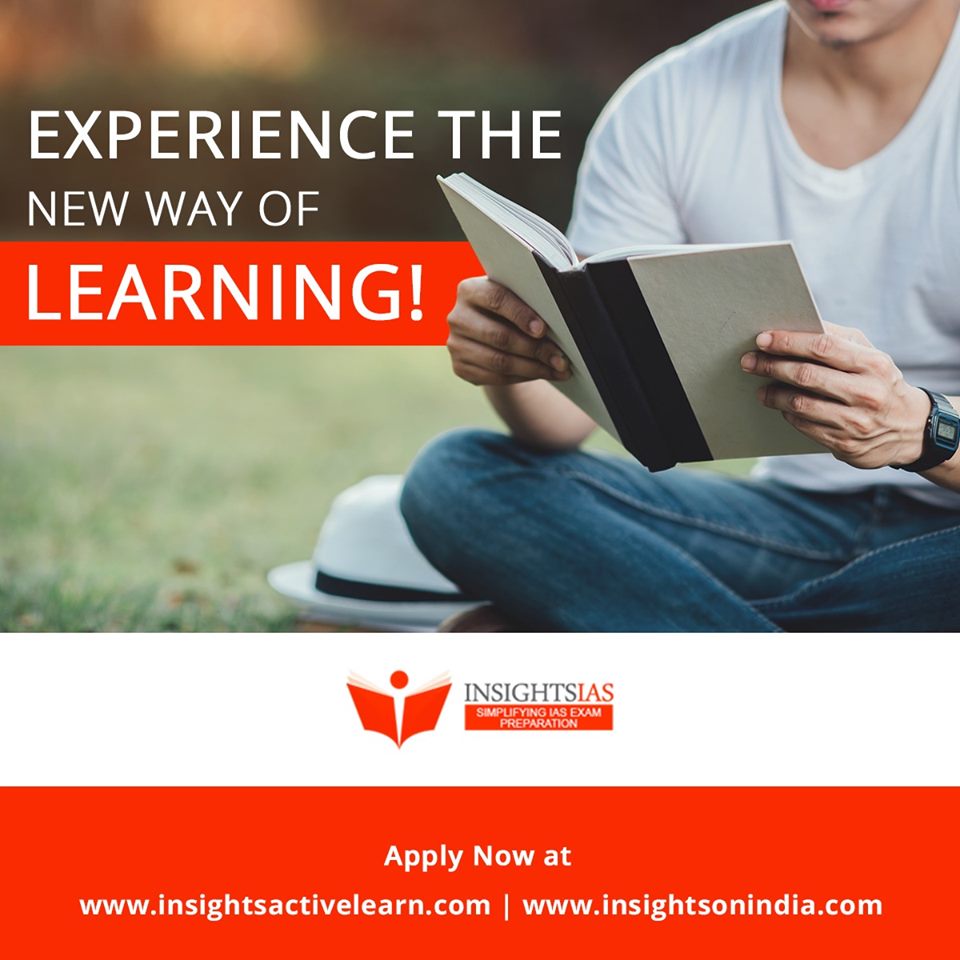 EXPERIENCE THE
NEW WAY OF
LEARNING!
INSIGHTSIAS
SIMPLIFYING IAS EXAM
PREPARATION
Apply Now at
www.insightsactivelearn.com | www.insightsonindia.com